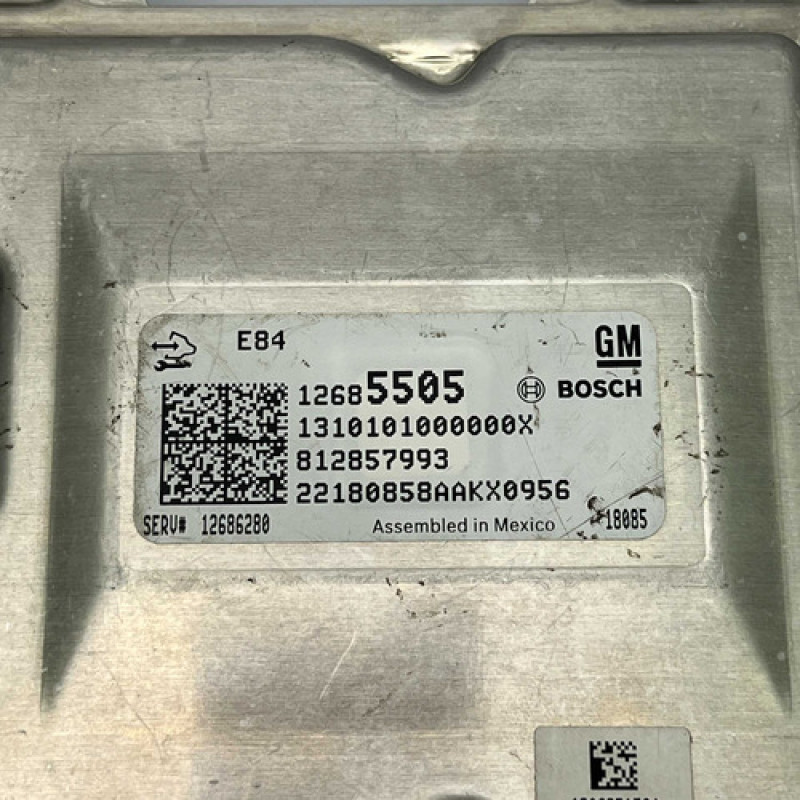 E84
GM
12685505
BOSCH
1310101000000X
812857993
22180858AAKX0956
SERV# 12686280
Assembled in Mexico
18085